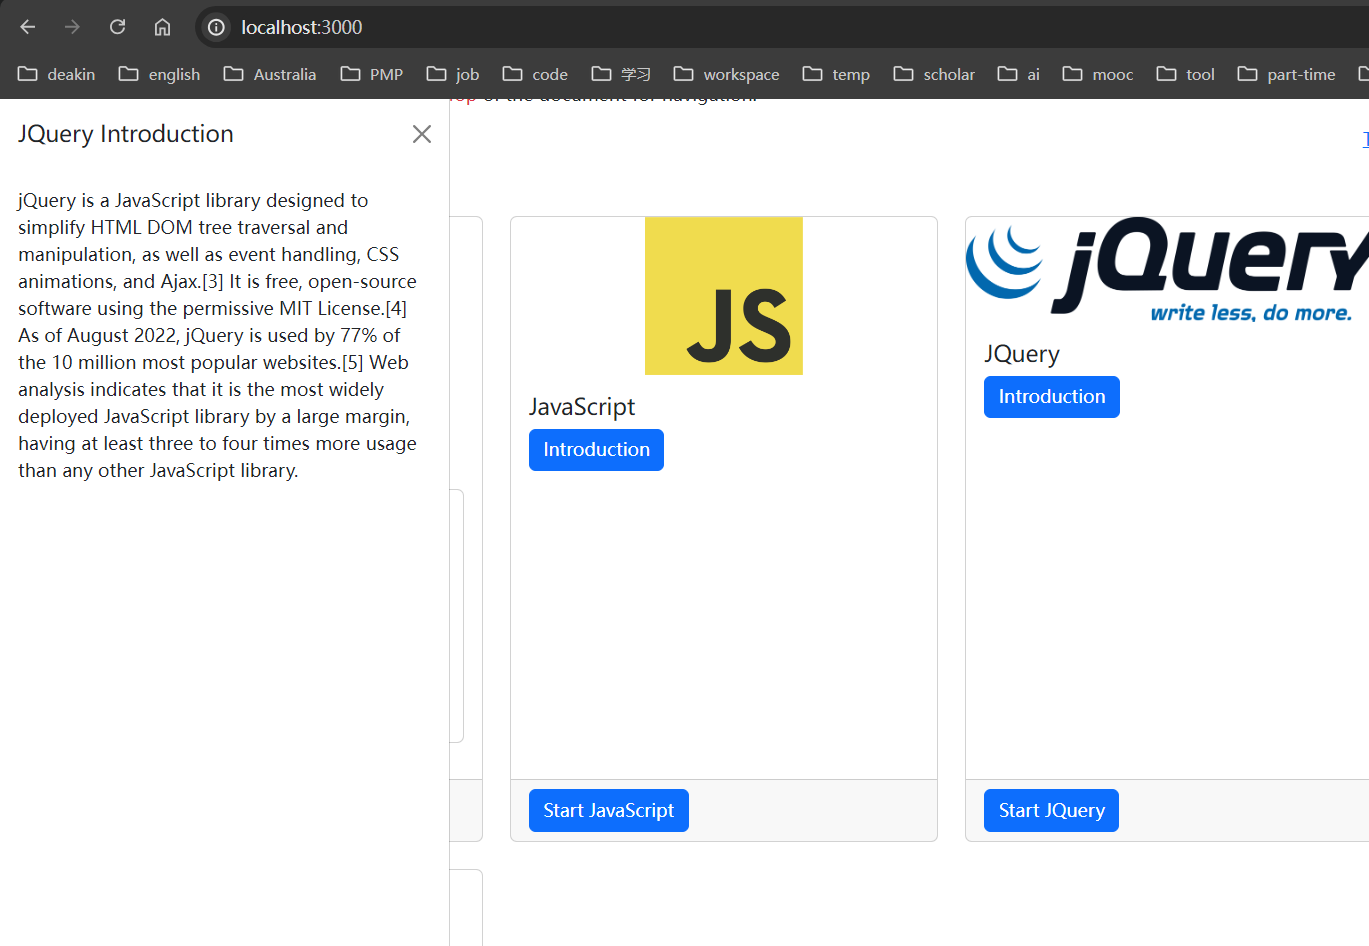 localhost:3000
deakin english Australia PMP job code 学习 workspace temp scholar ai mooc tool part-time
of the document for navigation.
JQuery Introduction
jQuery is a JavaScript library designed to
simplify HTML DOM tree traversal and
manipulation, as well as event handling, CSS
animations, and Ajax.[3] It is free, open-source
software using the permissive MIT License.[4]
As of August 2022, jQuery is used by 77% of
the 10 million most popular websites.[5] Web
analysis indicates that it is the most widely
deployed JavaScript library by a large margin,
having at least three to four times more usage
than any other JavaScript library.
JS
JavaScript
Introduction
Start JavaScript
jQuery
write less, do more.
JQuery
Introduction
Start JQuery